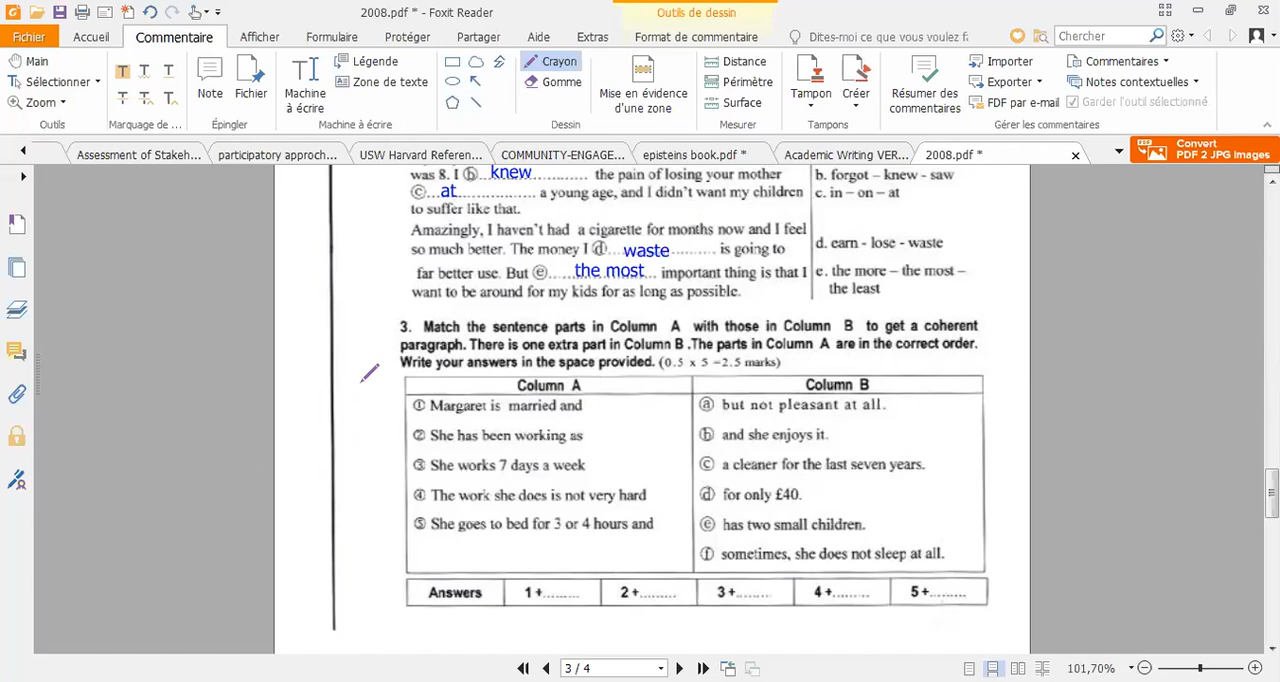 2008.pdf * - Foxit Reader
Outils de dessin
Fichier
Accueil
Commentaire
Afficher
Formulaire
Protéger
Partager
Aide
Extras
Format de commentaire
Dites-moi ce que vous voulez f
Chercher
Main
Sélectionner
Zoom
Outils
T T T
T T T
Marquage de ...
Note
Fichier
Épingler
Machine
à écrire
Légende
Zone de texte
Machine à écrire
Crayon
Gomme
Dessin
Mise en évidence
d'une zone
Distance
Périmètre
Surface
Mesurer
Tampon
Créer
Tampons
Résumer des
commentaires
Importer
Exporter
FDF par e-mail
Commentaires
Notes contextuelles
Garder l'outil sélectionné
Gérer les commentaires
Assessment of Stakeh...
participatory approch...
USW Harvard Referen...
COMMUNITY-ENGAGE...
episteins book.pdf *
Academic Writing VER...
2008.pdf *
Convert
PDF 2 JPG Images
was 8. I ⓑ...knew............ the pain of losing your mother
ⓒ...at.................. a young age, and I didn't want my children
to suffer like that.
Amazingly, I haven't had a cigarette for months now and I feel
so much better. The money I ⓓ... waste ........... is going to
far better use. But ⓔ... the most... important thing is that I
want to be around for my kids for as long as possible.
b. forgot – knew - saw
c. in – on – at
d. earn - lose - waste
e. the more – the most –
the least
3. Match the sentence parts in Column A with those in Column B to get a coherent
paragraph. There is one extra part in Column B .The parts in Column A are in the correct order.
Write your answers in the space provided. (0.5 x 5 =2.5 marks)
Column A
Column B
① Margaret is married and
ⓐ but not pleasant at all.
② She has been working as
ⓑ and she enjoys it.
③ She works 7 days a week
ⓒ a cleaner for the last seven years.
④ The work she does is not very hard
ⓓ for only £40.
⑤ She goes to bed for 3 or 4 hours and
ⓔ has two small children.
ⓕ sometimes, she does not sleep at all.
Answers
1 +.........
2 +.........
3 +.........
4 +.........
5 +.........
3 / 4
101,70%